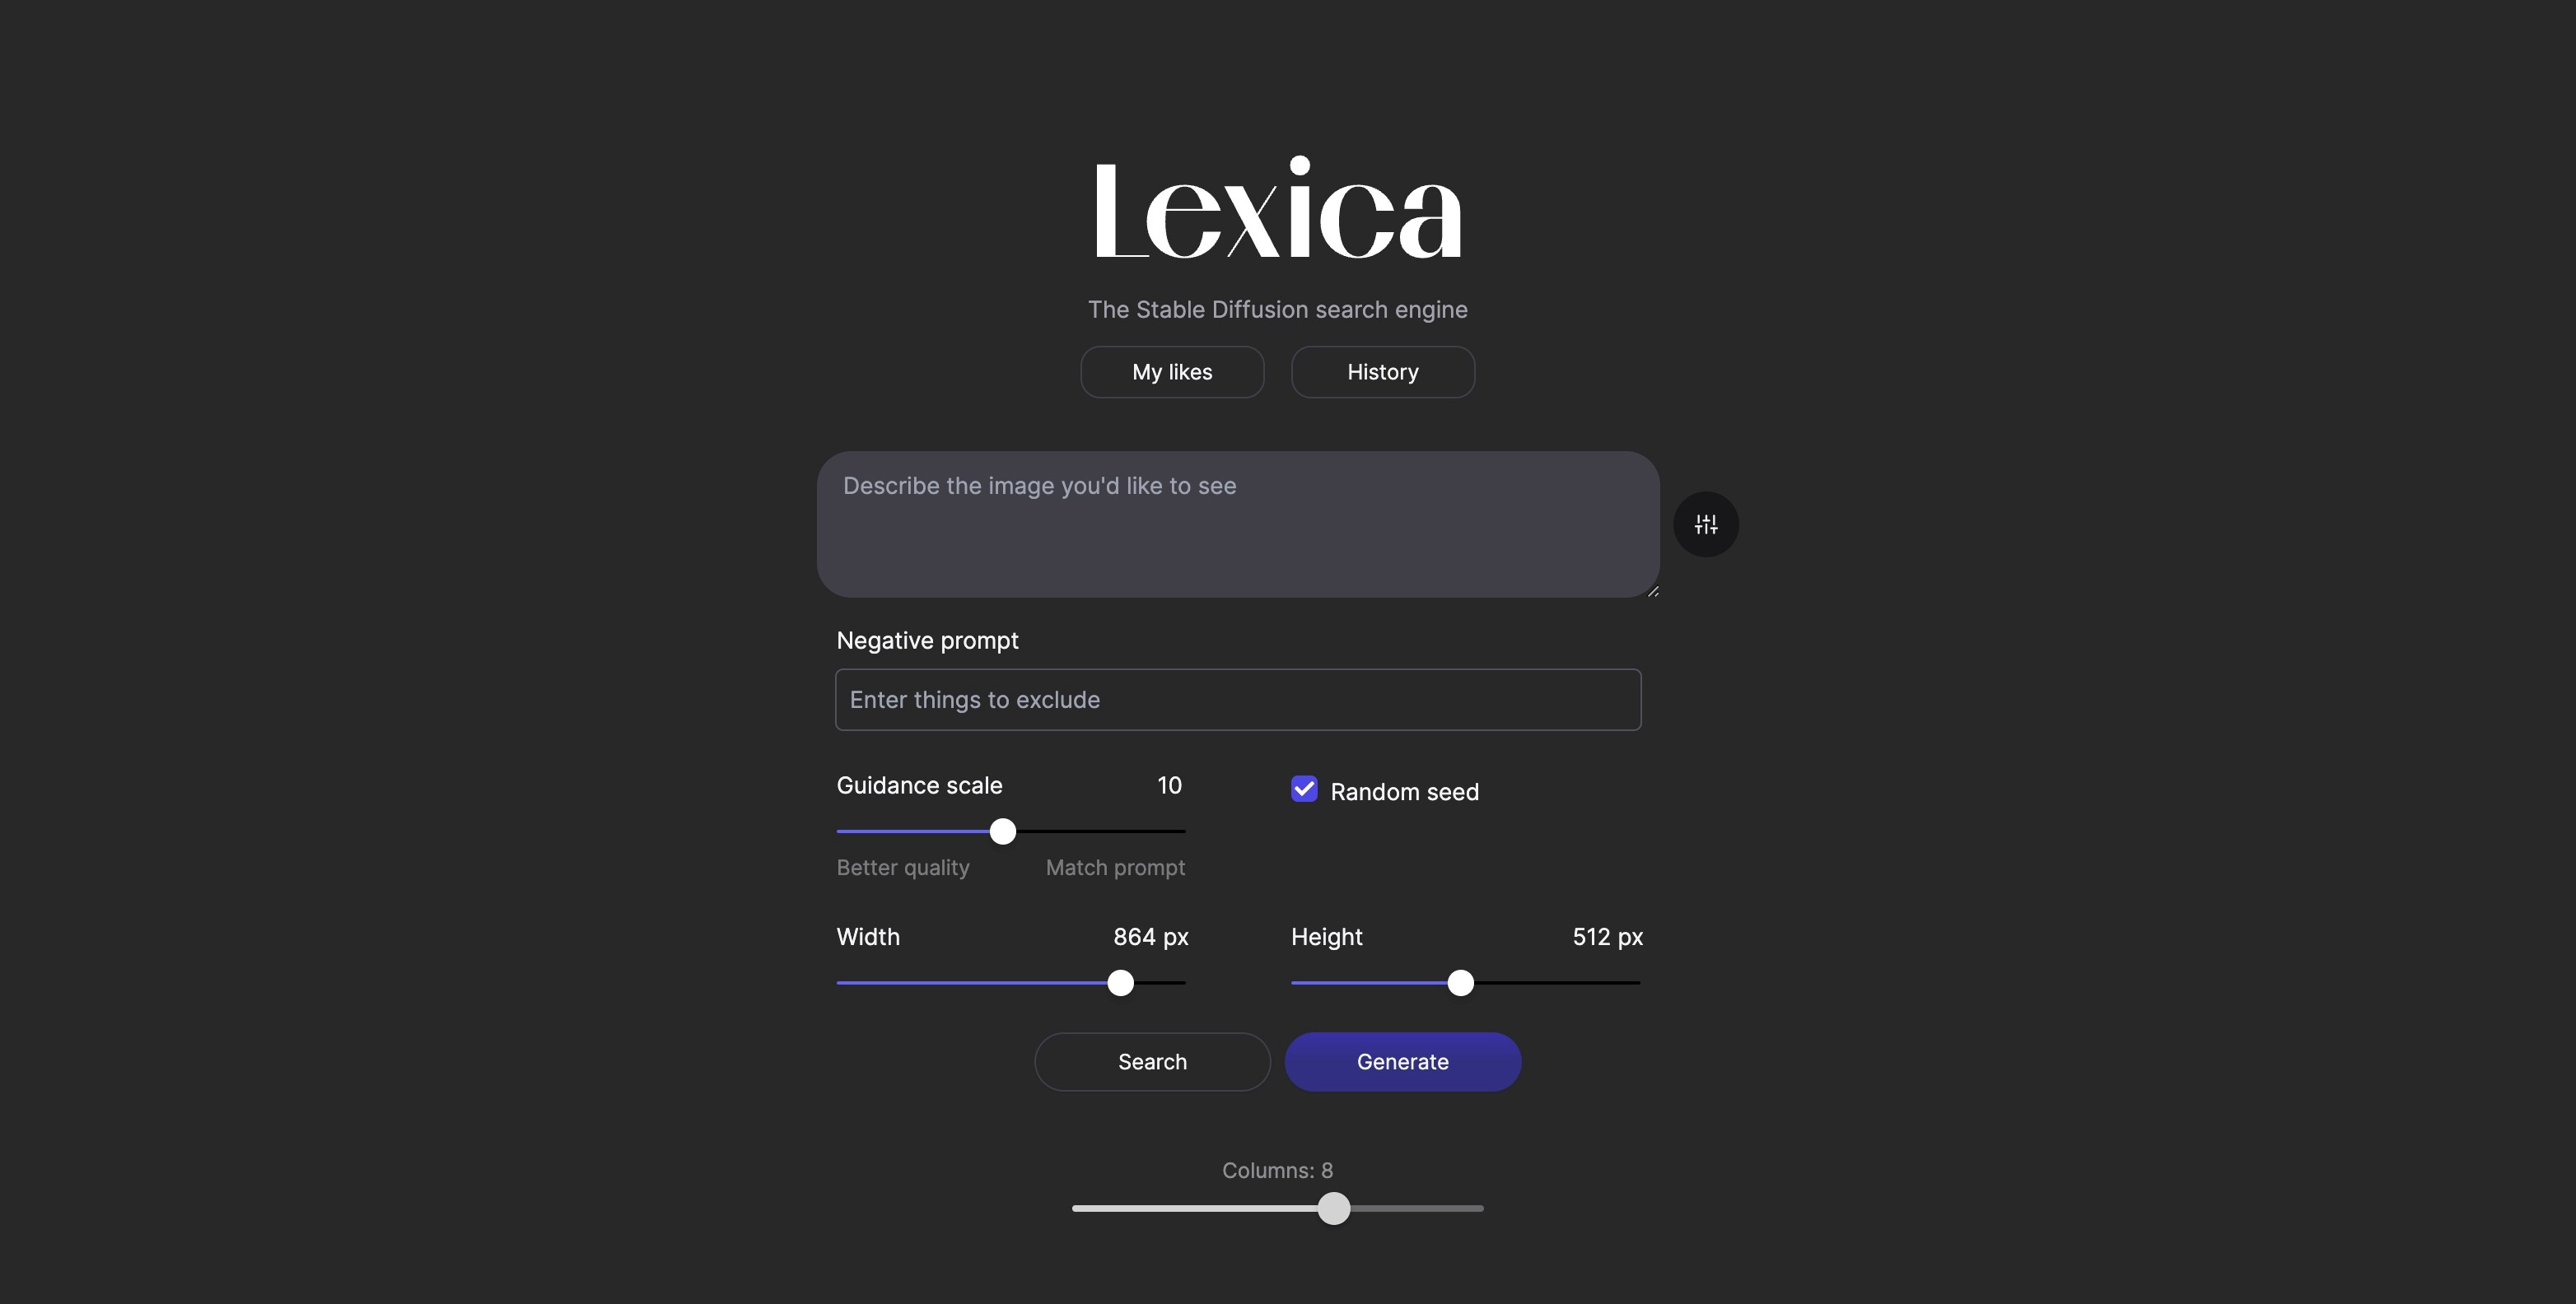 Lexica
The Stable Diffusion search engine
My likes History
Describe the image you'd like to see
Negative prompt
Enter things to exclude
Guidance scale 10
Random seed
Better quality Match prompt
Width 864 px Height 512 px
Search Generate
Columns: 8